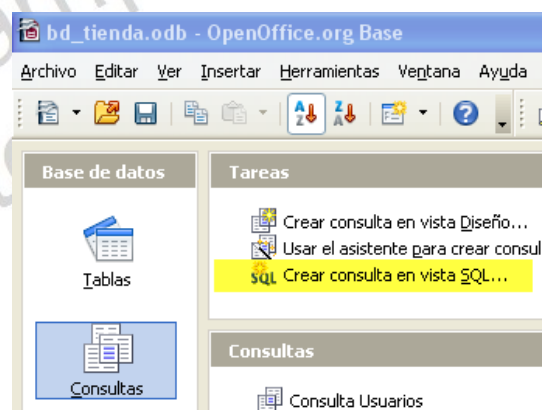 bd_tienda.odb - OpenOffice.org Base
Archivo Editar Ver Insertar Herramientas Ventana Ayuda
Base de datos
Tareas
Crear consulta en vista Diseño...
Usar el asistente para crear consul
SQL Crear consulta en vista SQL...
Tablas
Consultas
Consultas
Consulta Usuarios